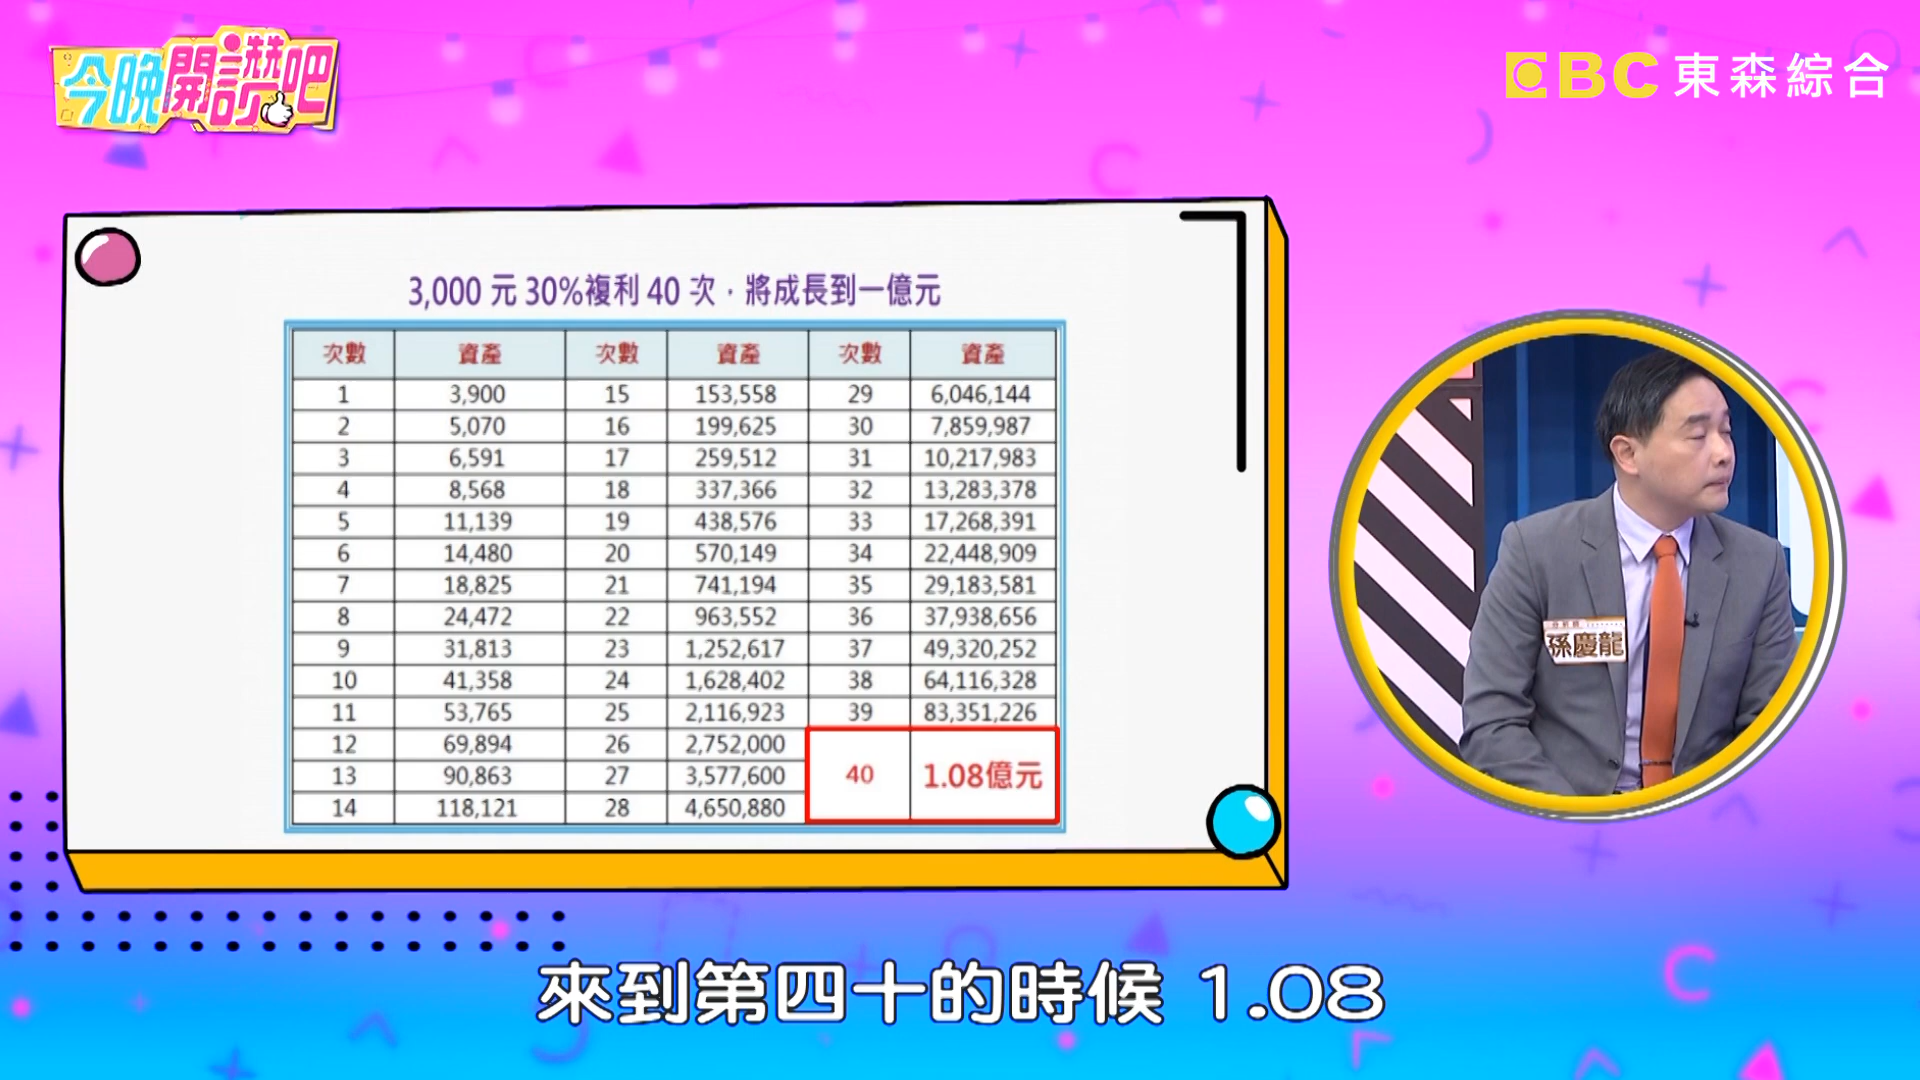 今晚開讚吧
EBC東森綜合
3,000 元 30%複利 40 次，將成長到一億元
次數 資產 次數 資產 次數 資產
1 3,900 15 153,558 29 6,046,144
2 5,070 16 199,625 30 7,859,987
3 6,591 17 259,512 31 10,217,983
4 8,568 18 337,366 32 13,283,378
5 11,139 19 438,576 33 17,268,391
6 14,480 20 570,149 34 22,448,909
7 18,825 21 741,194 35 29,183,581
8 24,472 22 963,552 36 37,938,656
9 31,813 23 1,252,617 37 49,320,252
10 41,358 24 1,628,402 38 64,116,328
11 53,765 25 2,116,923 39 83,351,226
12 69,894 26 2,752,000
13 90,863 27 3,577,600 40 1.08億元
14 118,121 28 4,650,880
孫慶龍
來到第四十的時候 1.08